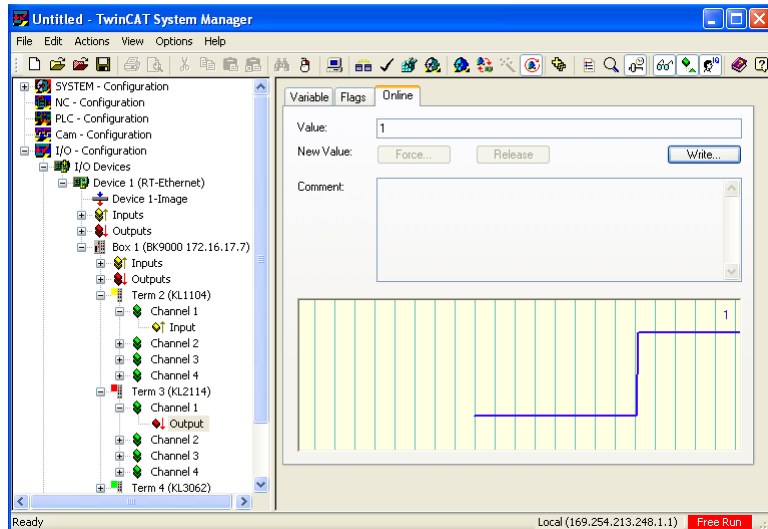 Untitled - TwinCAT System Manager
File Edit Actions View Options Help
SYSTEM - Configuration
NC - Configuration
PLC - Configuration
Cam - Configuration
I/O - Configuration
I/O Devices
Device 1 (RT-Ethernet)
Device 1-Image
Inputs
Outputs
Box 1 (BK9000 172.16.17.7)
Inputs
Outputs
Term 2 (KL1104)
Channel 1
Input
Channel 2
Channel 3
Channel 4
Term 3 (KL2114)
Channel 1
Output
Channel 2
Channel 3
Channel 4
Term 4 (KL3062)
Variable Flags Online
Value: 1
New Value: Force... Release Write...
Comment:
1
Ready Local (169.254.213.248.1.1) Free Run